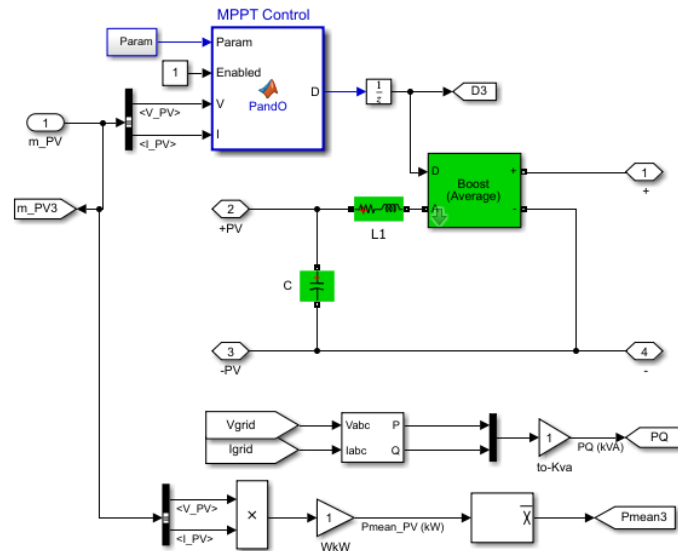 MPPT Control
Param
Param
1
Enabled
V
I
D
PandO
<V_PV>
<I_PV>
1
z
D3
1
m_PV
m_PV3
D
Boost
(Average)
+
-
1
+
2
+PV
L1
C
3
-PV
4
-
Vgrid
Igrid
Vabc
Iabc
P
Q
1
to-Kva
PQ (kVA)
PQ
<V_PV>
<I_PV>
×
1
WkW
Pmean_PV (kW)
X
Pmean3